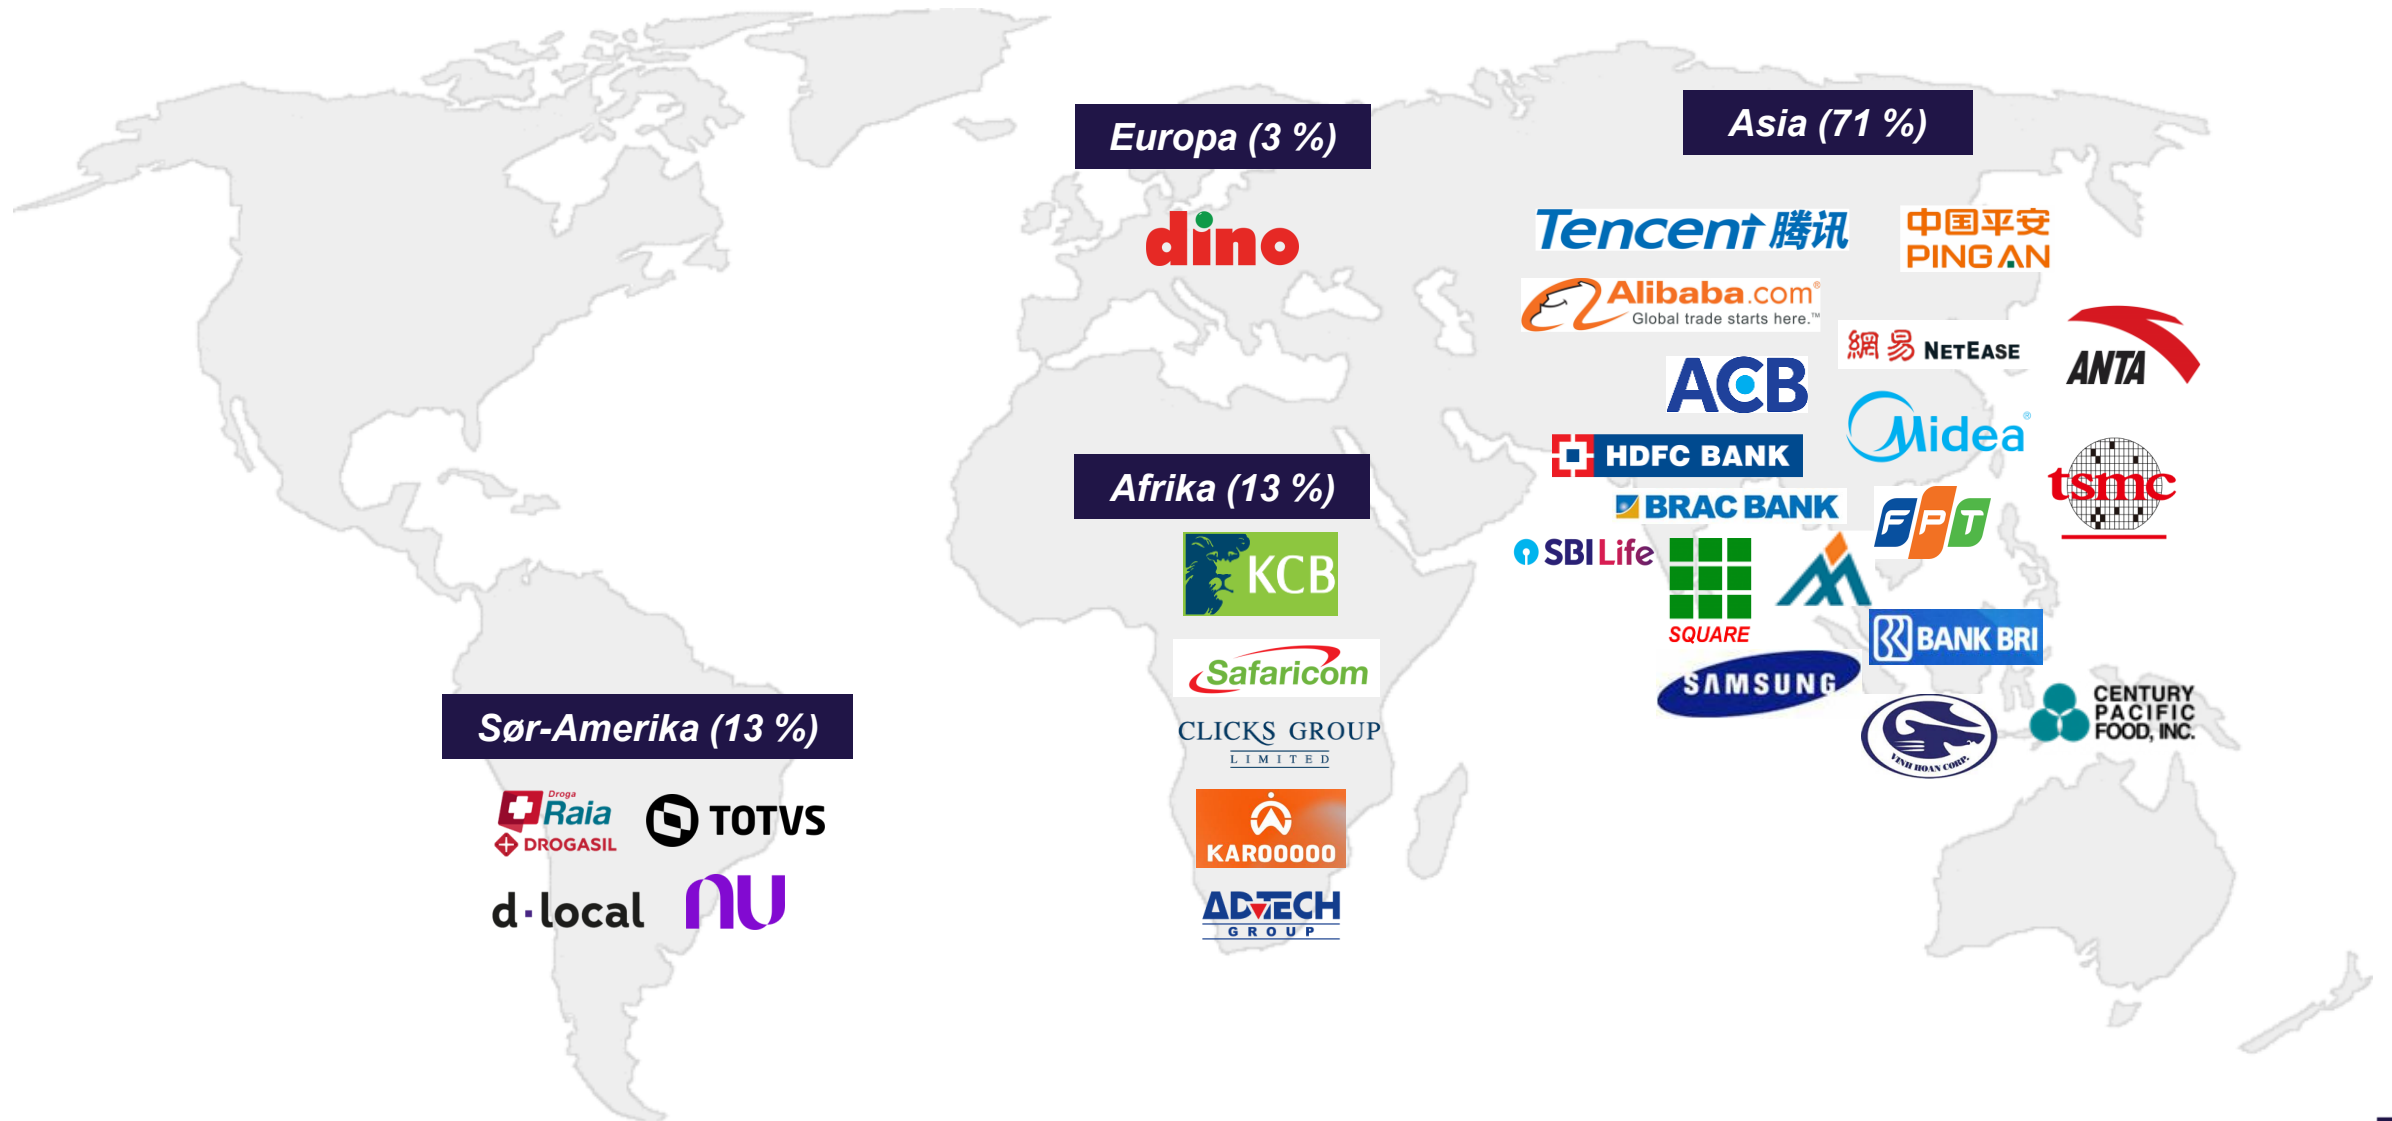 Europa (3 %)
dino
Asia (71 %)
Tencent 腾讯
中国平安
PING AN
Alibaba.com®
Global trade starts here.™
網易 NETEASE
ANTA
ACB
Midea®
HDFC BANK
tsmc
BRAC BANK
FPT
SBI Life
SQUARE
BANK BRI
SAMSUNG
VINH HOAN CORP.
CENTURY
PACIFIC
FOOD, INC.
Afrika (13 %)
KCB
Safaricom
CLICKS GROUP
LIMITED
KAROOOOO
ADvTECH
GROUP
Sør-Amerika (13 %)
Droga
Raia
DROGASIL
TOTVS
d·local
nu